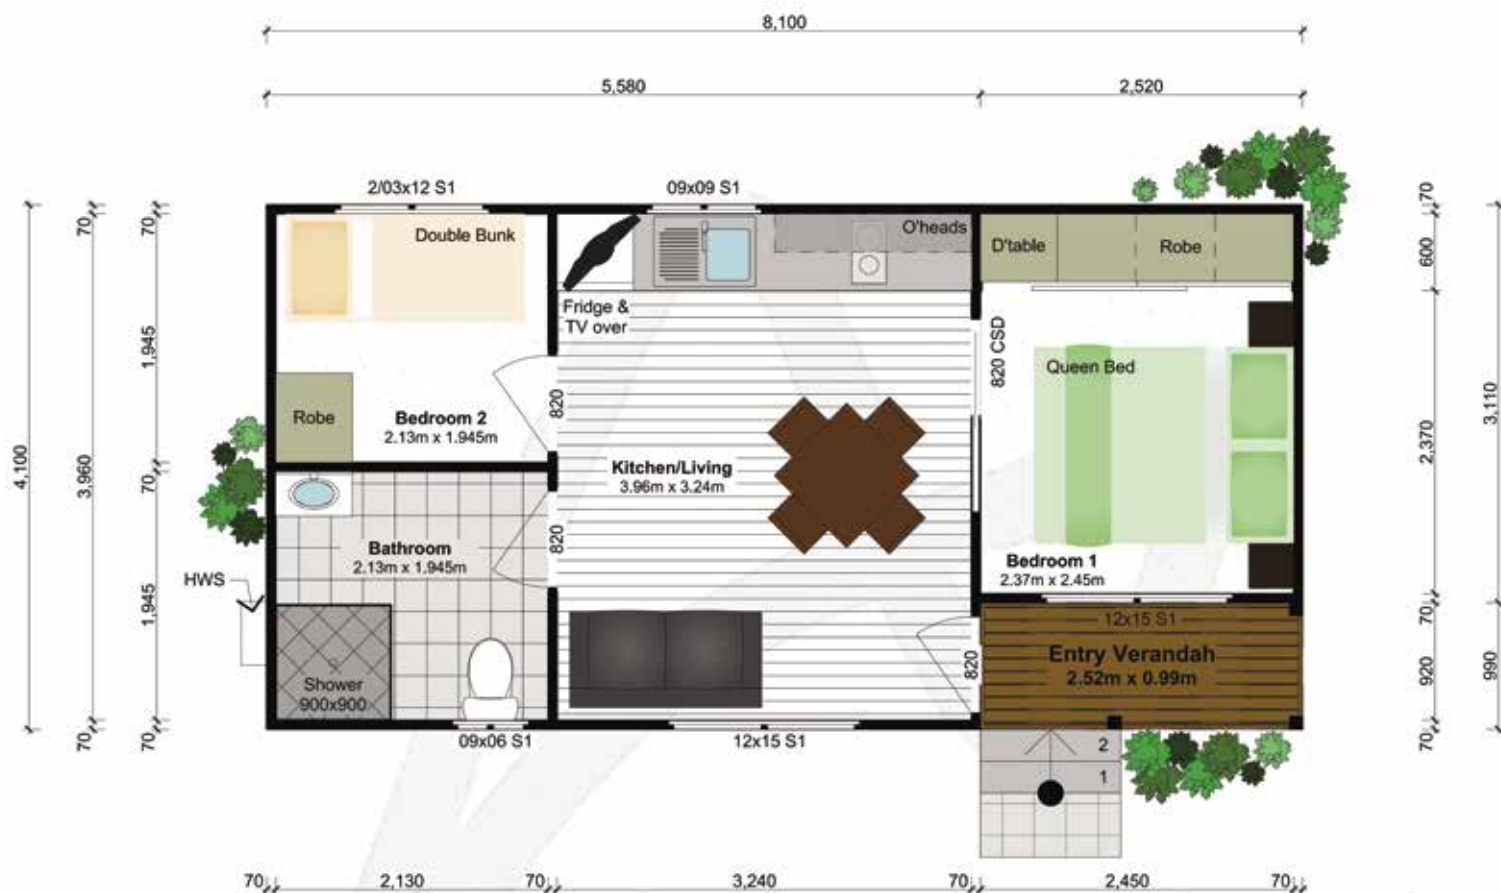 8,100
5,580
2,520
2/03x12 S1
09x09 S1
70
70
70
Double Bunk
O'heads
D'table
Robe
600
Fridge &
TV over
1,945
820 CSD
Queen Bed
820
Robe
Bedroom 2
2.13m x 1.945m
3,110
4,100
3,960
70
Kitchen/Living
3.96m x 3.24m
2,370
820
Bathroom
2.13m x 1.945m
Bedroom 1
2.37m x 2.45m
HWS
1,945
70
12x15 S1
Entry Verandah
2.52m x 0.99m
820
920
990
Shower
900x900
70
70
70
09x06 S1
12x15 S1
2
1
70
2,130
70
3,240
70
2,450
70